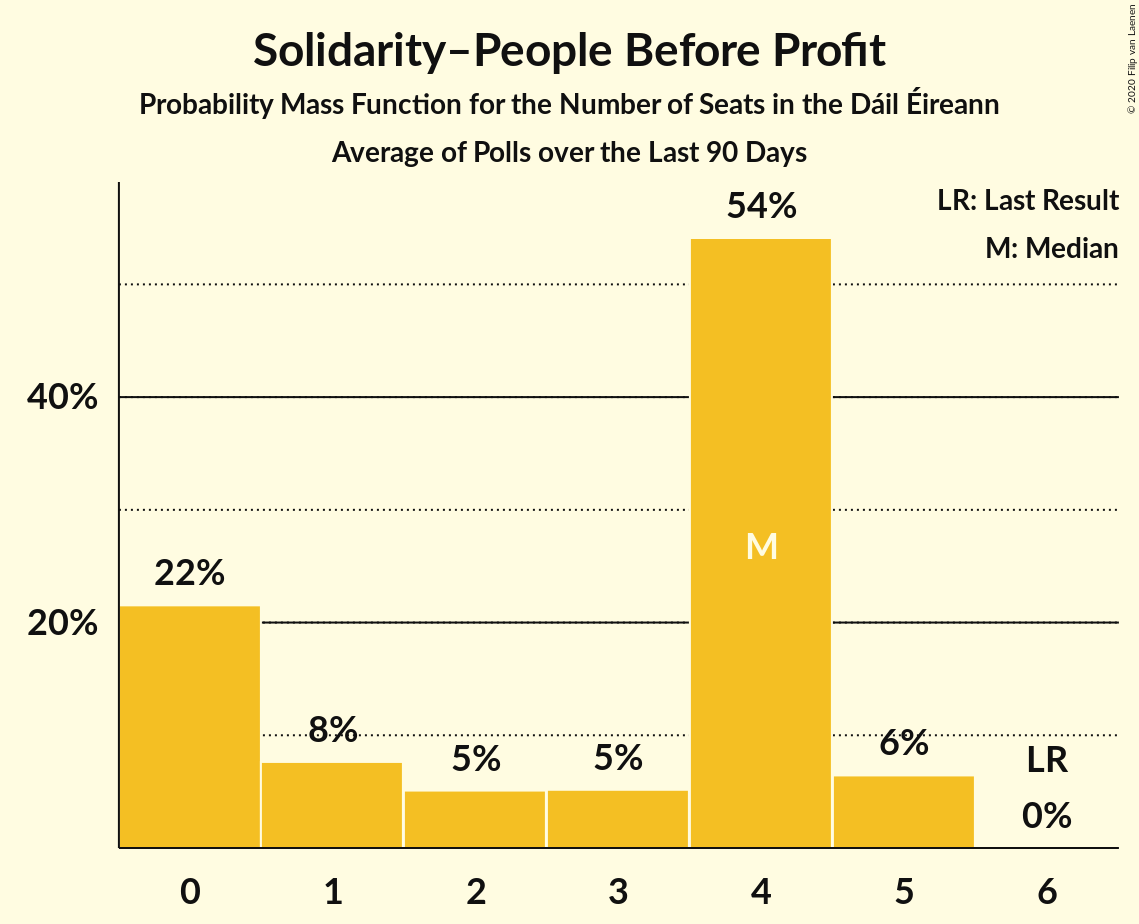 Solidarity–People Before Profit
Probability Mass Function for the Number of Seats in the Dáil Éireann
Average of Polls over the Last 90 Days
© 2020 Filip van Laenen
LR: Last Result
M: Median
54%
40%
M
22%
20%
8%
5%
5%
6%
LR
0%
0 1 2 3 4 5 6